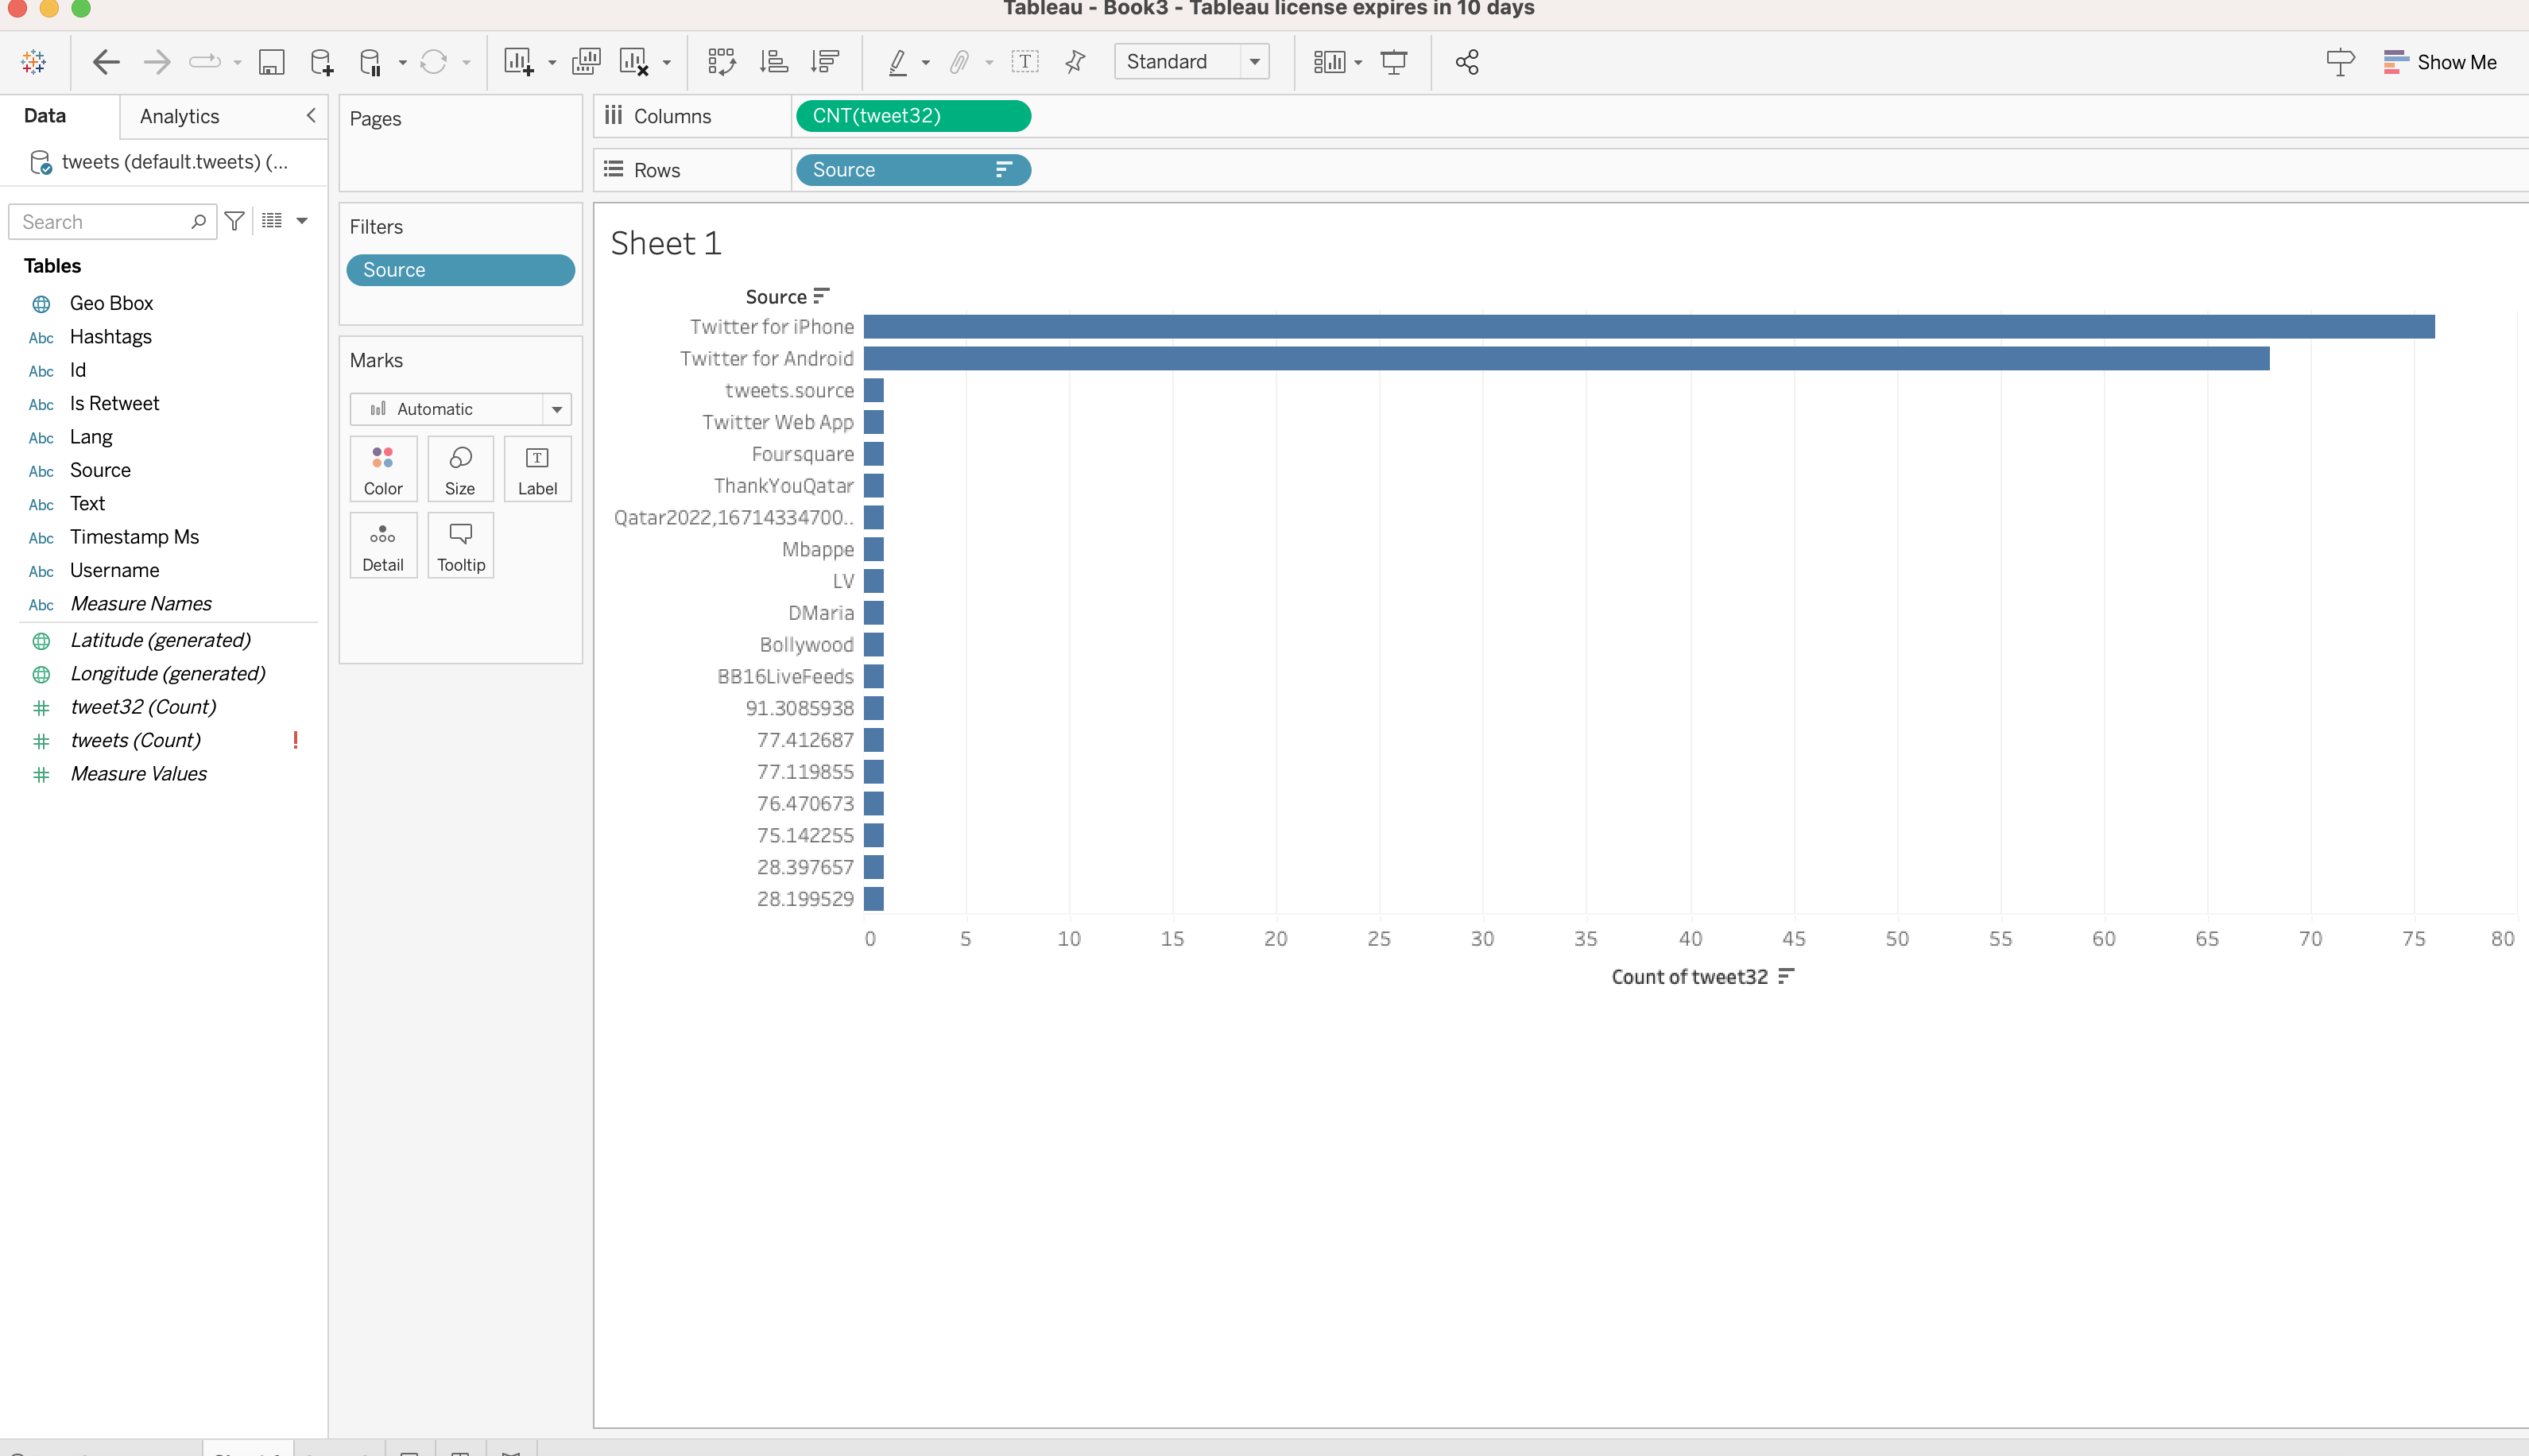 Tableau - Book3 - Tableau license expires in 10 days
Standard
Show Me
Data
Analytics
tweets (default.tweets) (...
Search
Tables
Geo Bbox
Abc Hashtags
Abc Id
Abc Is Retweet
Abc Lang
Abc Source
Abc Text
Abc Timestamp Ms
Abc Username
Abc Measure Names
Latitude (generated)
Longitude (generated)
tweet32 (Count)
tweets (Count) !
Measure Values
Pages
Filters
Source
Marks
Automatic
Color
Size
Label
Detail
Tooltip
Columns
CNT(tweet32)
Rows
Source
Sheet 1
Source
Twitter for iPhone
Twitter for Android
tweets.source
Twitter Web App
Foursquare
ThankYouQatar
Qatar2022,16714334700..
Mbappe
LV
DMaria
Bollywood
BB16LiveFeeds
91.3085938
77.412687
77.119855
76.470673
75.142255
28.397657
28.199529
0 5 10 15 20 25 30 35 40 45 50 55 60 65 70 75 80
Count of tweet32